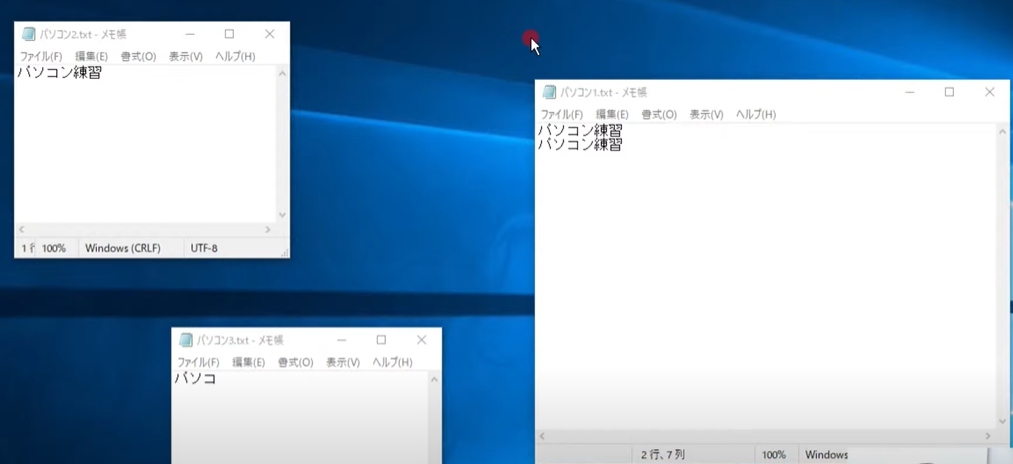 パソコン2.txt - メモ帳
ファイル(F) 編集(E) 書式(O) 表示(V) ヘルプ(H)
パソコン練習
100% Windows (CRLF) UTF-8
パソコン1.txt - メモ帳
ファイル(F) 編集(E) 書式(O) 表示(V) ヘルプ(H)
パソコン練習
パソコン練習
2 行、7 列 100% Windows
パソコン3.txt - メモ帳
ファイル(F) 編集(E) 書式(O) 表示(V) ヘルプ(H)
パソコ